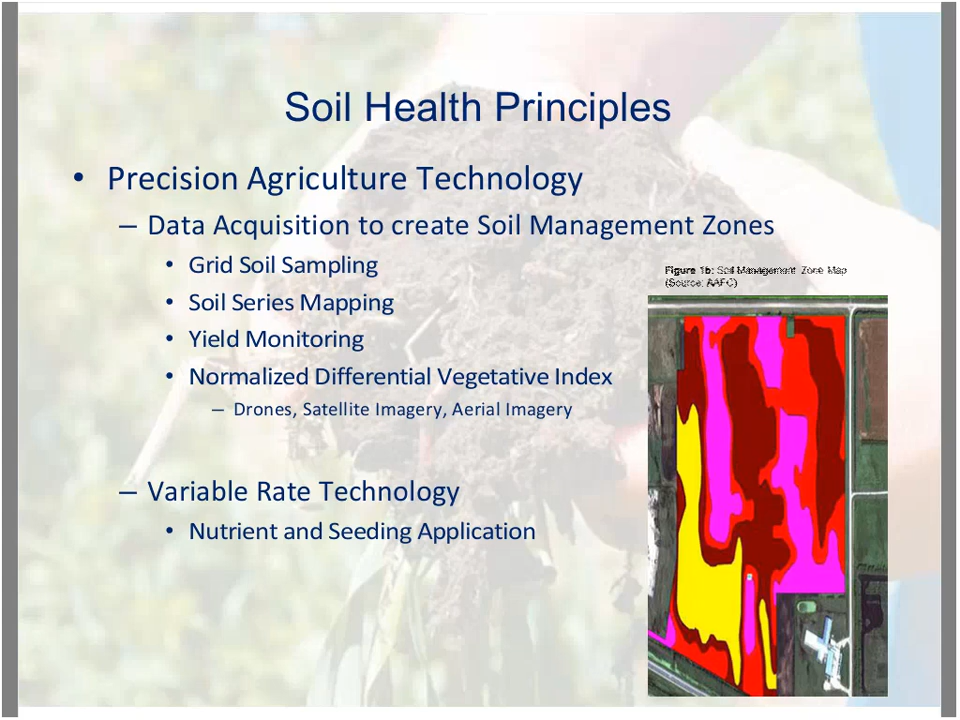 Soil Health Principles
• Precision Agriculture Technology
– Data Acquisition to create Soil Management Zones
• Grid Soil Sampling
• Soil Series Mapping
• Yield Monitoring
• Normalized Differential Vegetative Index
– Drones, Satellite Imagery, Aerial Imagery
– Variable Rate Technology
• Nutrient and Seeding Application
Figure 1b: Soil Management Zone Map
(Source: AAFC)